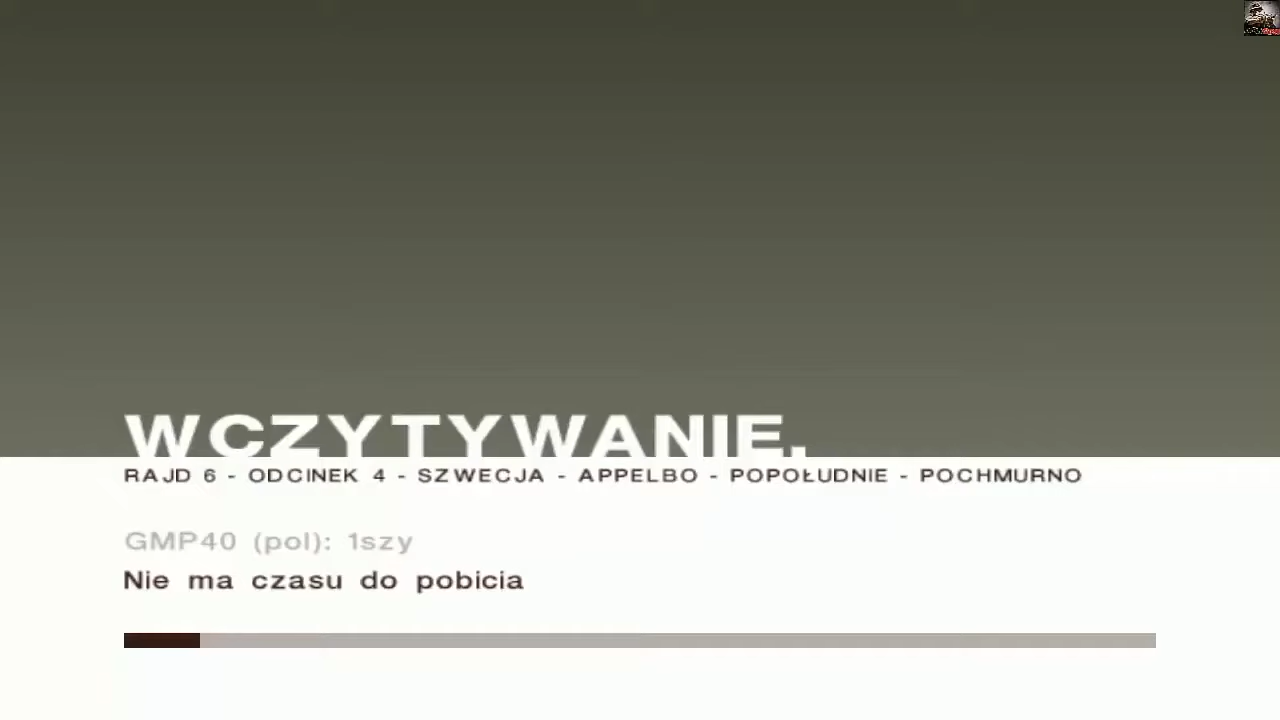 WCZYTYWANIE.
RAJD 6 - ODCINEK 4 - SZWECJA - APPELBO - POPOŁUDNIE - POCHMURNO
GMP40 (pol): 1szy
Nie ma czasu do pobicia